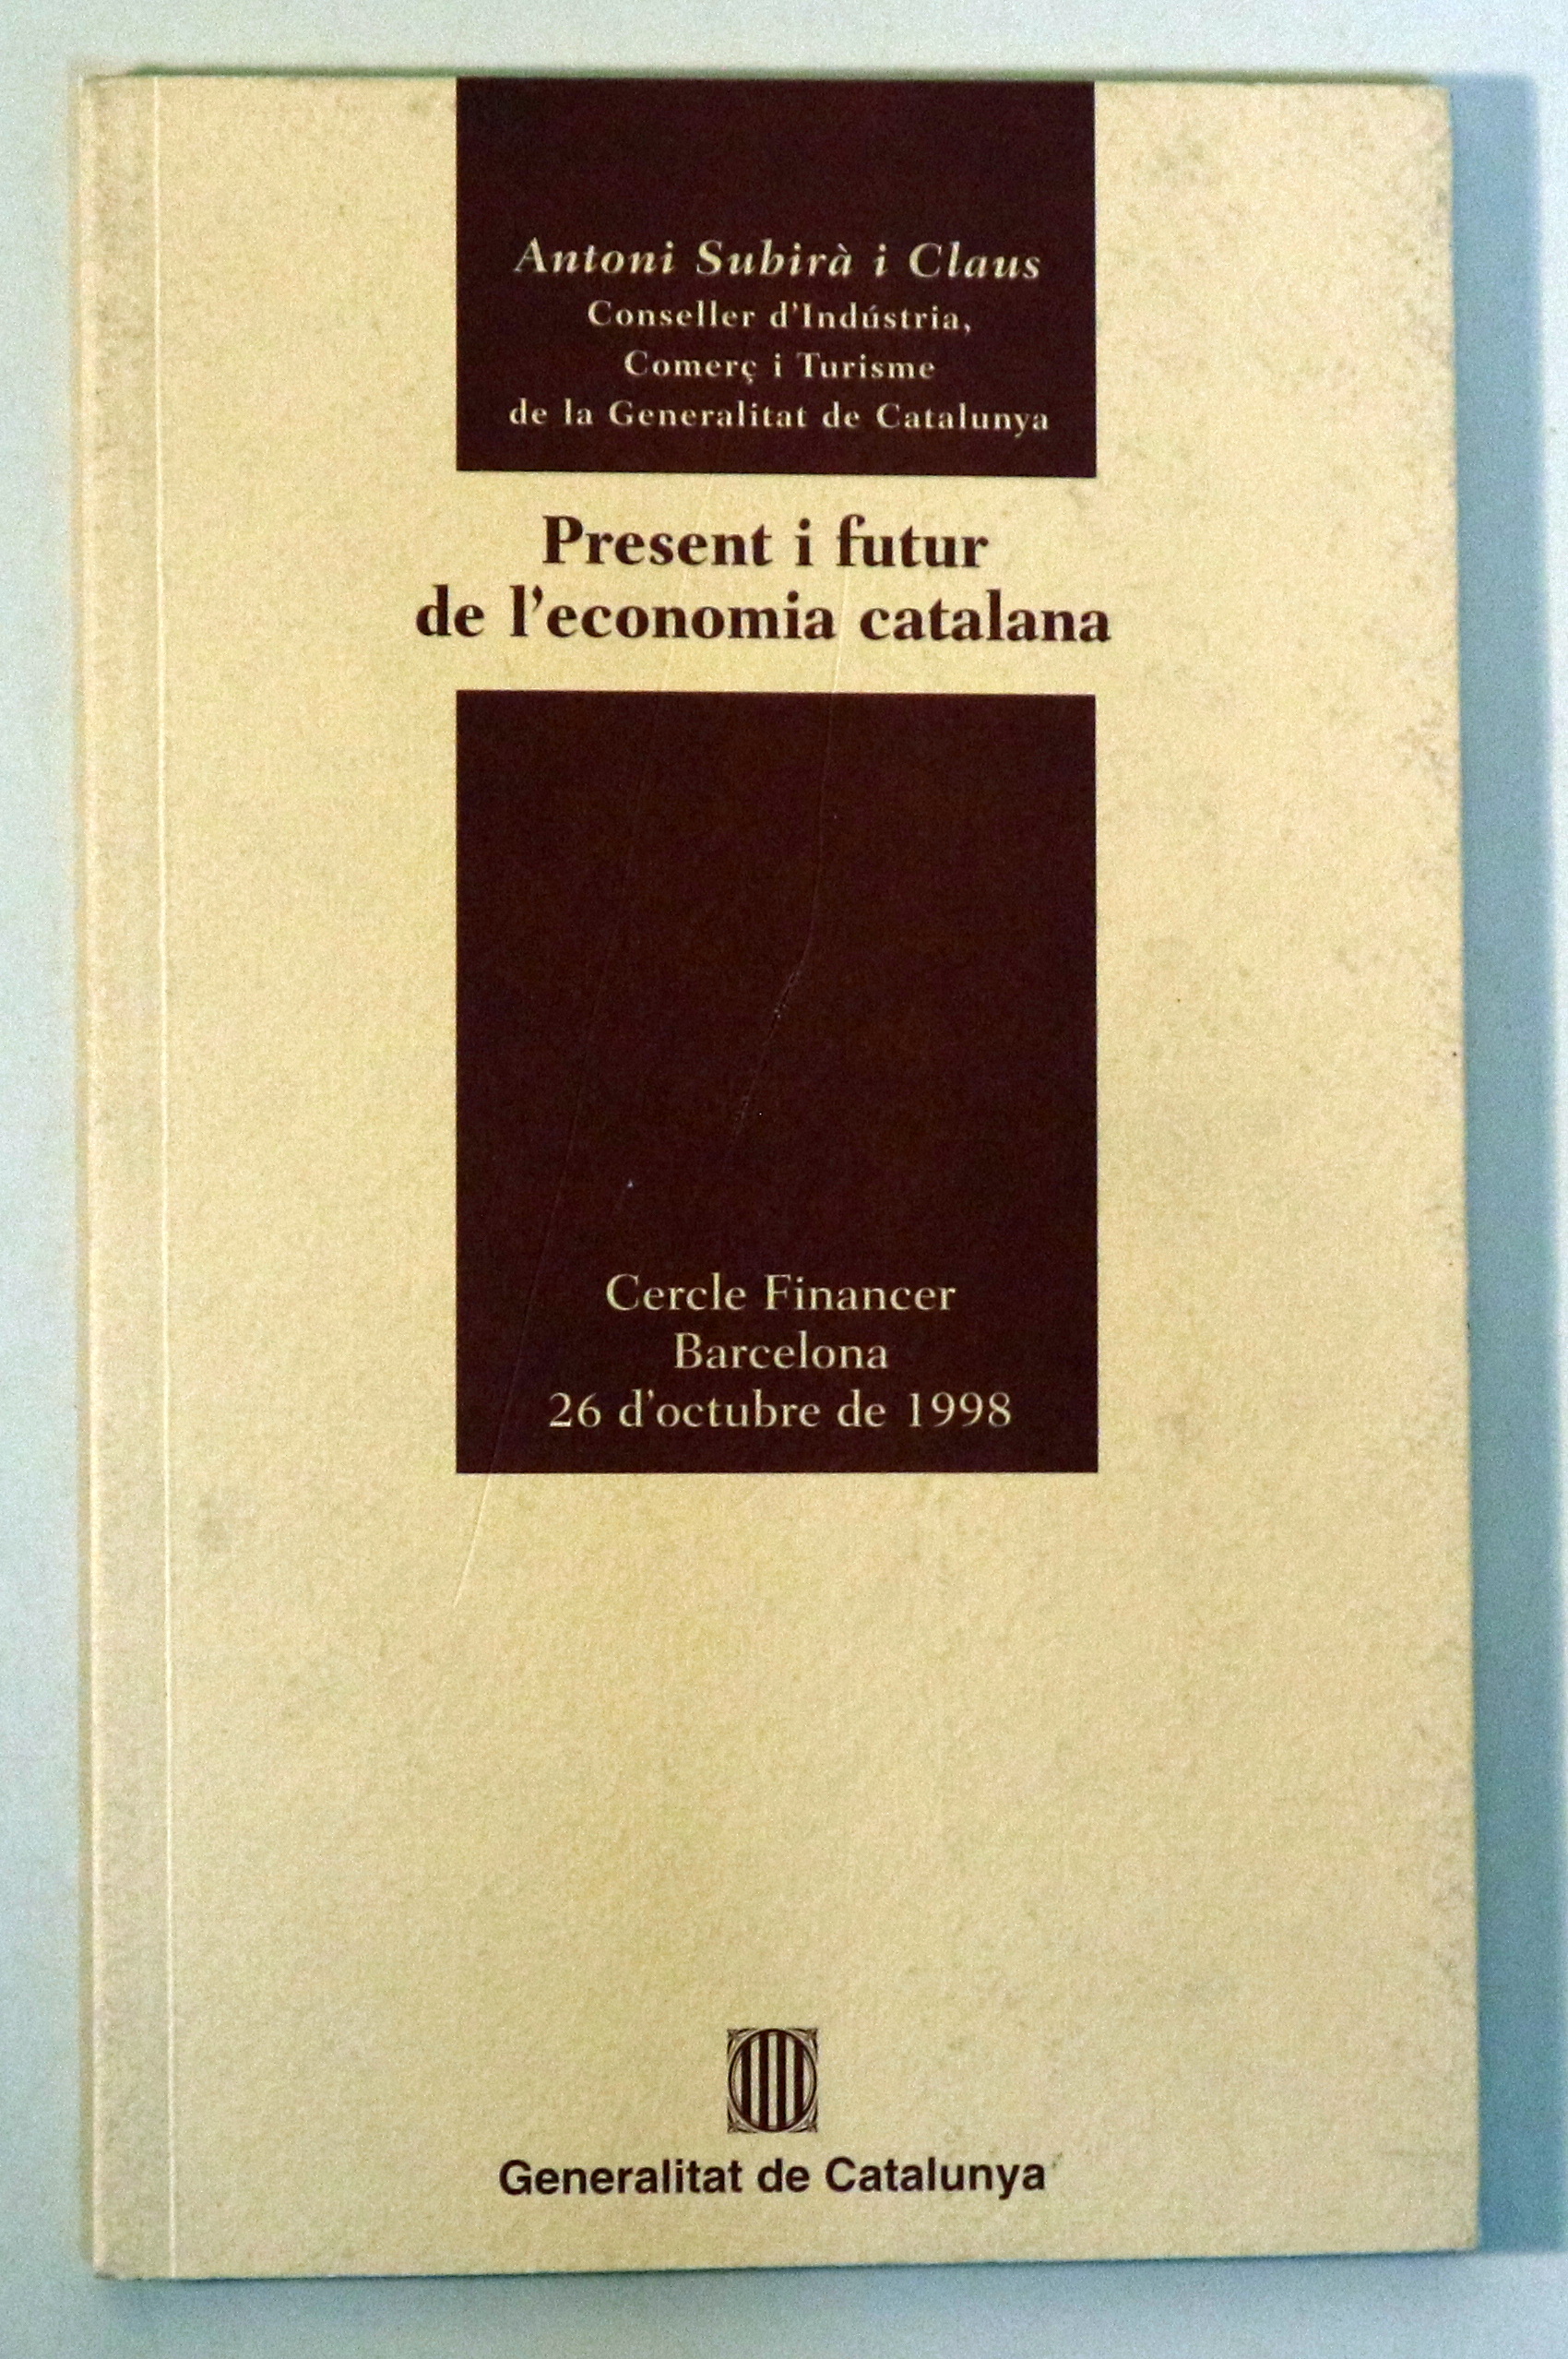 Antoni Subirà i Claus
Conseller d'Indústria,
Comerç i Turisme
de la Generalitat de Catalunya
Present i futur
de l'economia catalana
Cercle Financer
Barcelona
26 d'octubre de 1998
Generalitat de Catalunya